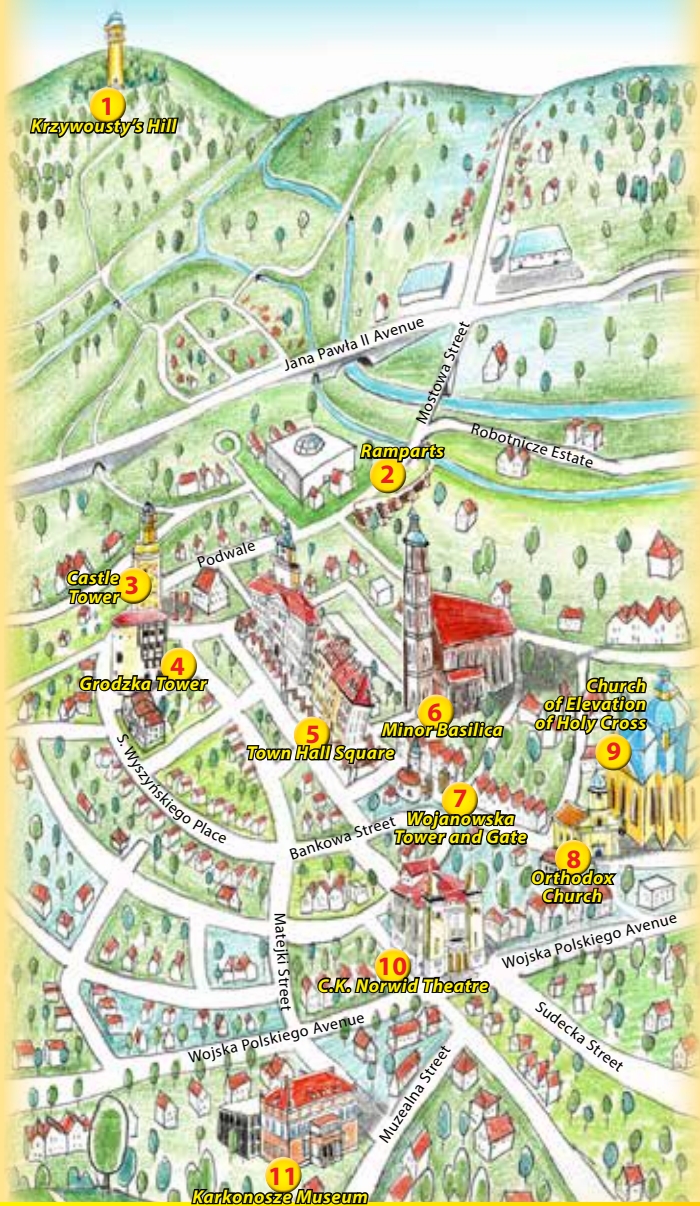 1
Krzywousty's Hill
Jana Pawła II Avenue
Mostowa Street
Robotnicze Estate
Ramparts
2
Podwale
Castle
Tower
3
4
Grodzka Tower
5
Town Hall Square
6
Minor Basilica
Church
of Elevation
of Holy Cross
9
S. Wyszyńskiego Place
7
Wojanowska
Tower and Gate
Bankowa Street
8
Orthodox
Church
Matejki Street
10
C.K. Norwid Theatre
Wojska Polskiego Avenue
Sudecka Street
Wojska Polskiego Avenue
Muzealna Street
11
Karkonosze Museum